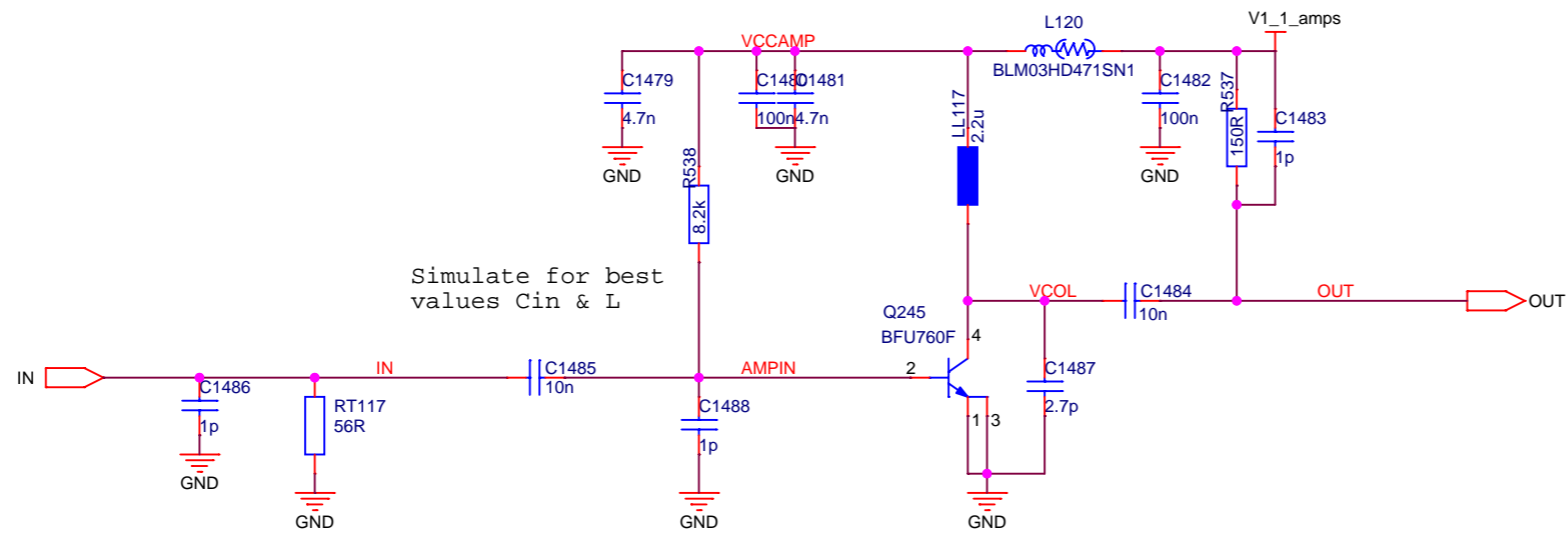 V1_1_amps
L120
VCCAMP
BLM03HD471SN1
C1479
4.7n
C1480
100n
C1481
4.7n
C1482
100n
R537
150R
C1483
1p
LL117
2.2u
GND
GND
GND
R538
8.2k
Simulate for best
values Cin & L
VCOL
C1484
10n
OUT
OUT
Q245
BFU760F
4
IN
IN
C1485
10n
AMPIN
2
C1487
2.7p
C1486
1p
RT117
56R
C1488
1p
1
3
GND
GND
GND
GND